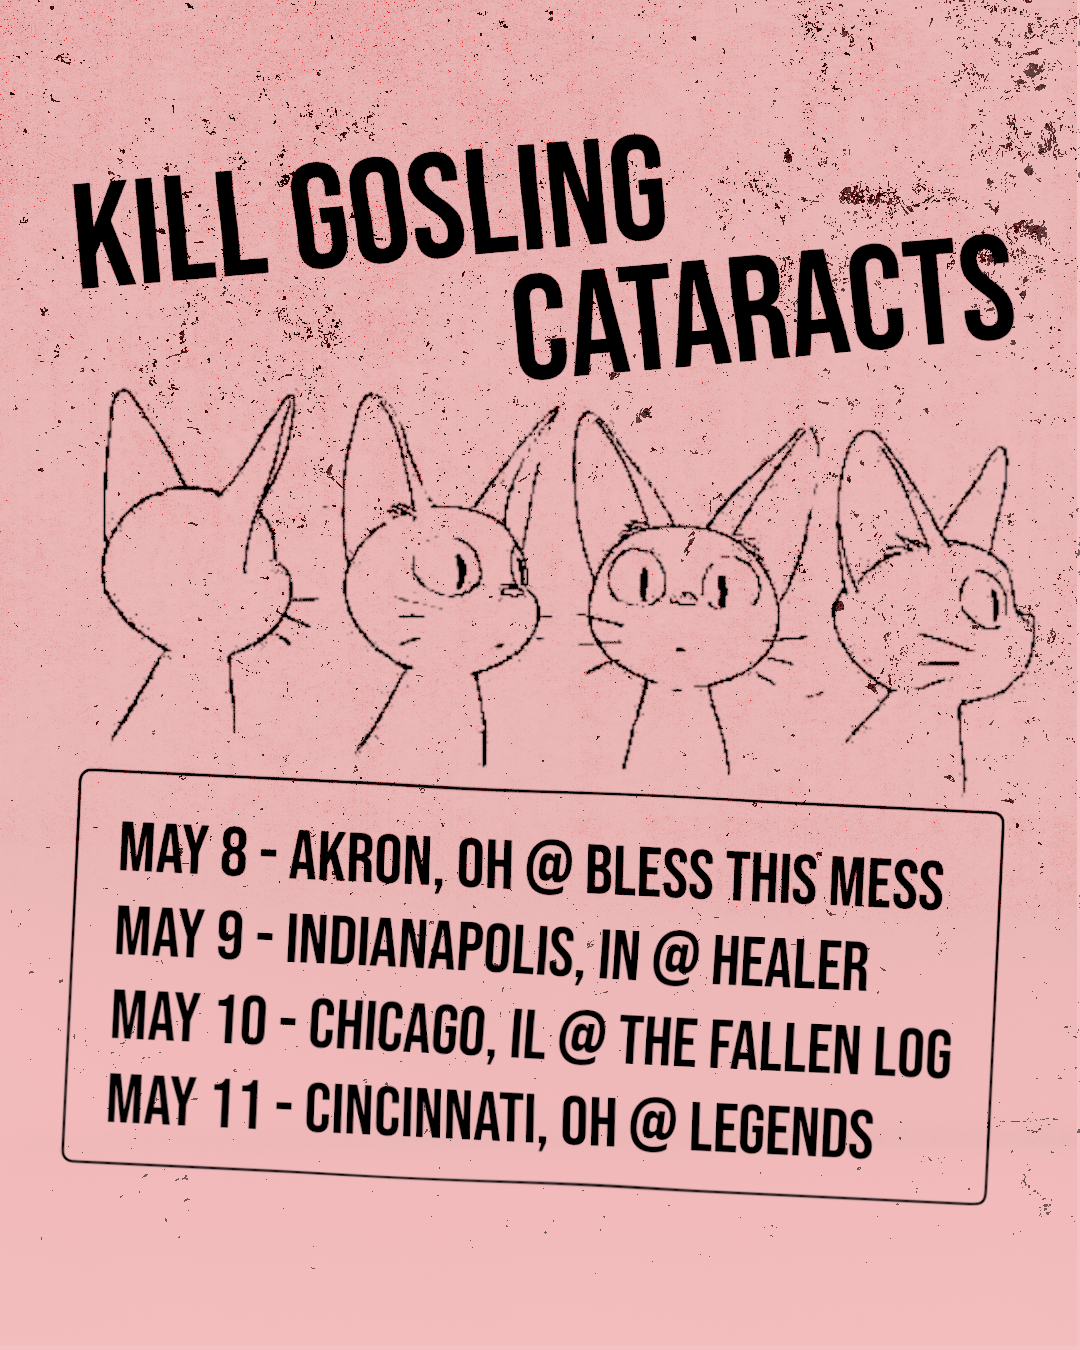 KILL GOSLING
CATARACTS
MAY 8 - AKRON, OH @ BLESS THIS MESS
MAY 9 - INDIANAPOLIS, IN @ HEALER
MAY 10 - CHICAGO, IL @ THE FALLEN LOG
MAY 11 - CINCINNATI, OH @ LEGENDS